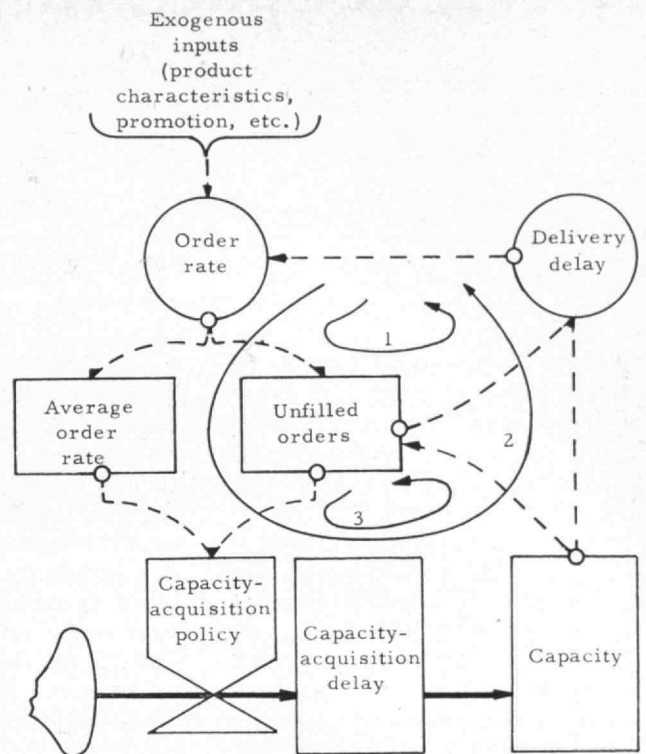 Exogenous
inputs
(product
characteristics,
promotion, etc.)
Order
rate
Delivery
delay
1
Average
order
rate
Unfilled
orders
2
3
Capacity-
acquisition
policy
Capacity-
acquisition
delay
Capacity